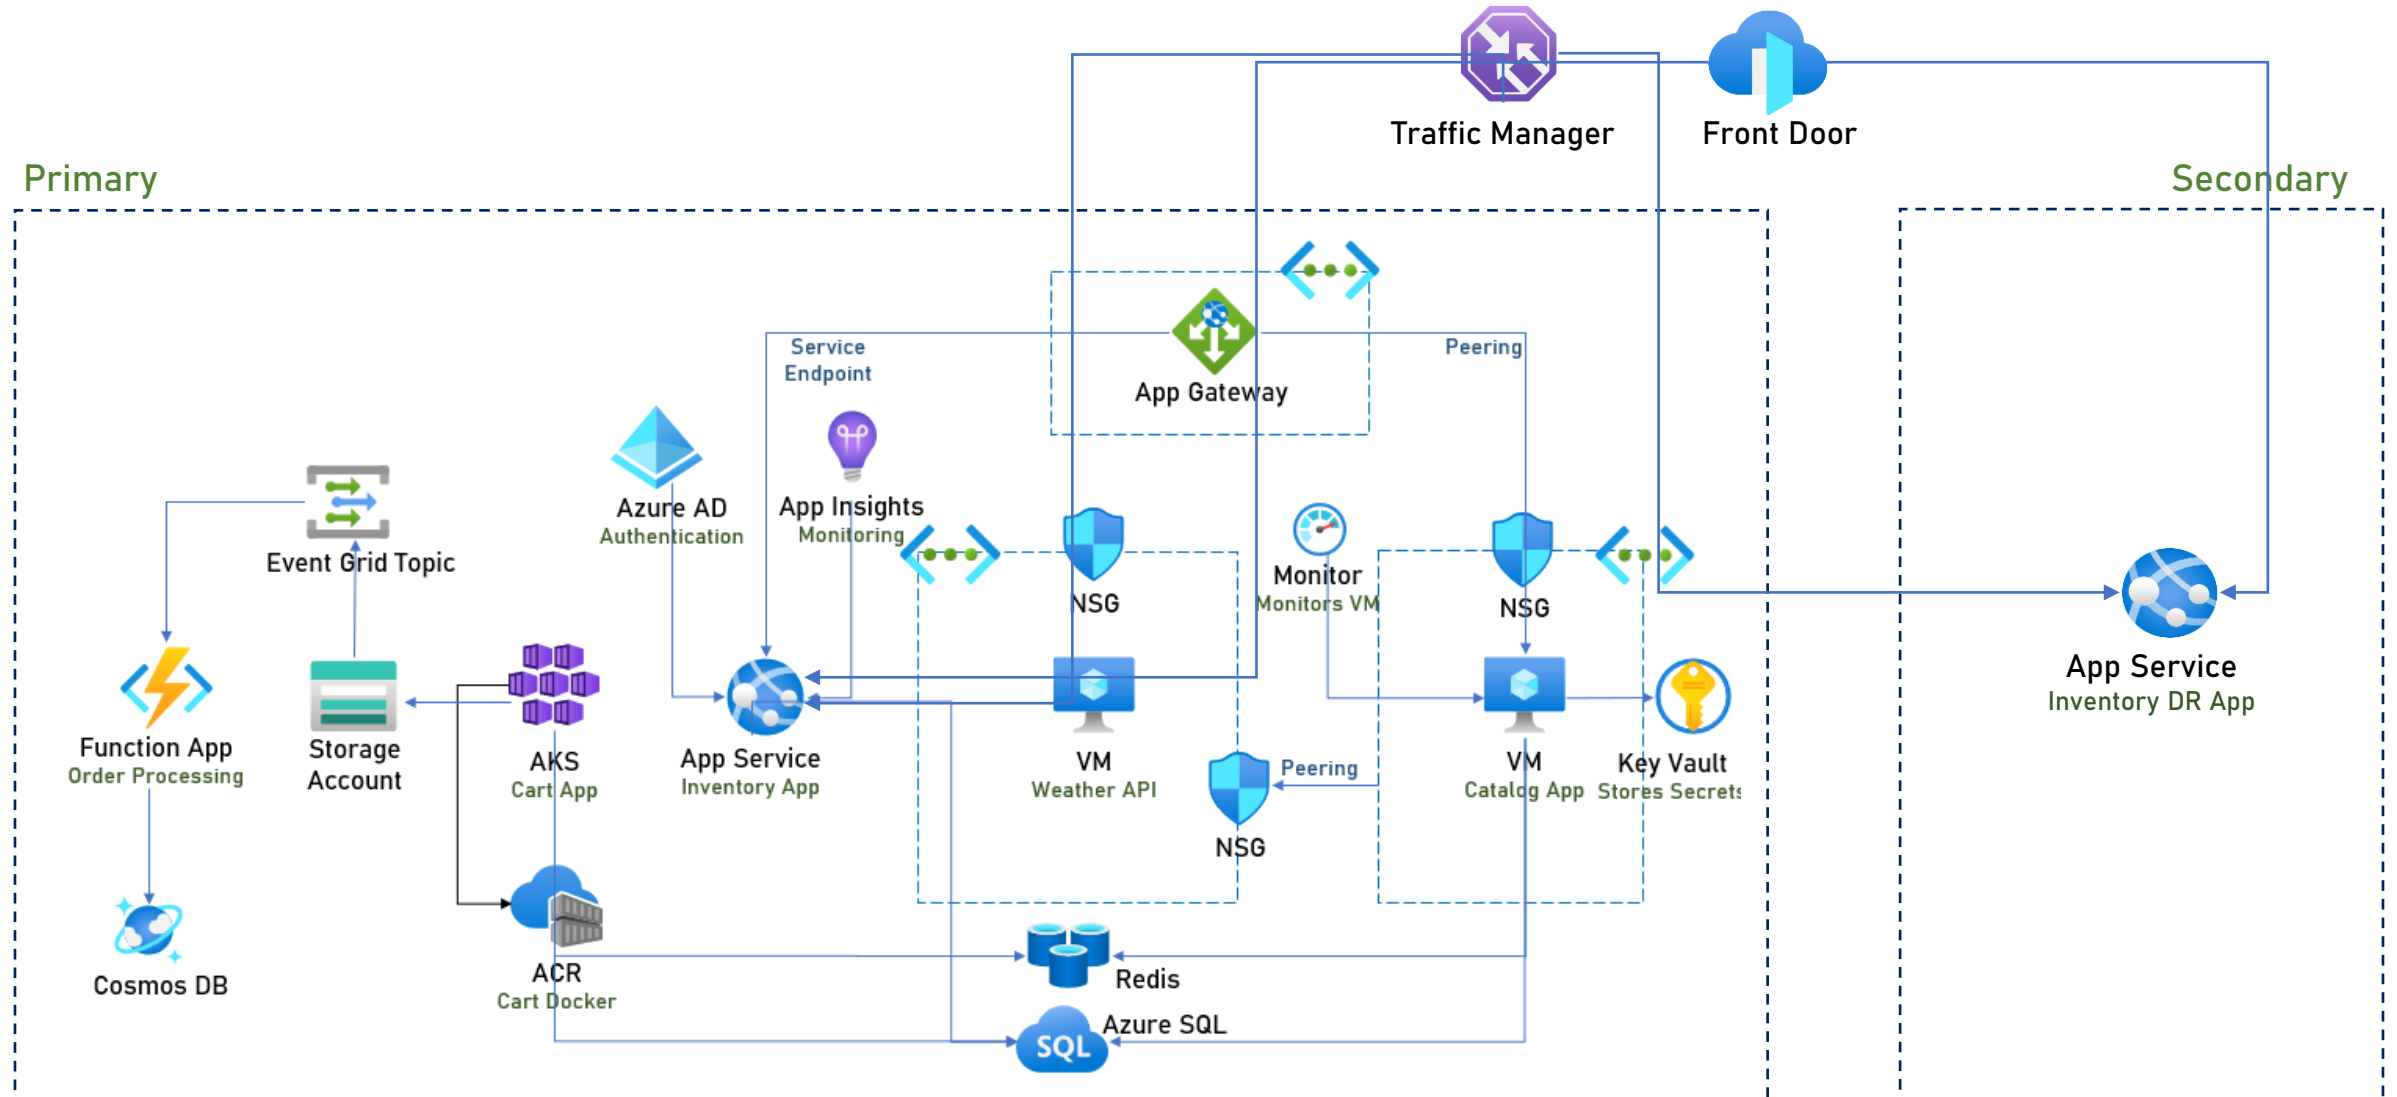 Traffic Manager
Front Door
Primary
Secondary
Service
Endpoint
Peering
App Gateway
Azure AD
Authentication
App Insights
Monitoring
Event Grid Topic
NSG
Monitor
Monitors VM
NSG
Function App
Order Processing
Storage
Account
AKS
Cart App
App Service
Inventory App
VM
Weather API
Peering
NSG
VM
Catalog App
Key Vault
Stores Secrets
App Service
Inventory DR App
Cosmos DB
ACR
Cart Docker
Redis
Azure SQL
SQL